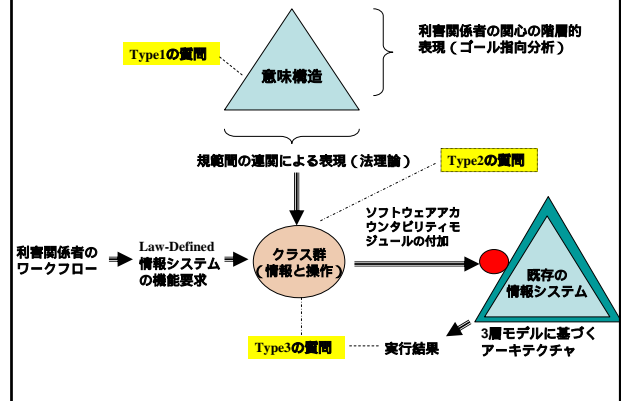 利害関係者の関心の階層的
表現（ゴール指向分析）
Type1の質問
意味構造
規範間の連関による表現（法理論）
Type2の質問
ソフトウェアアカ
ウンタビリティモ
ジュールの付加
利害関係者の
ワークフロー
Law-Defined
情報システム
の機能要求
クラス群
（情報と操作）
既存の
情報システム
Type3の質問
実行結果
3層モデルに基づく
アーキテクチャ